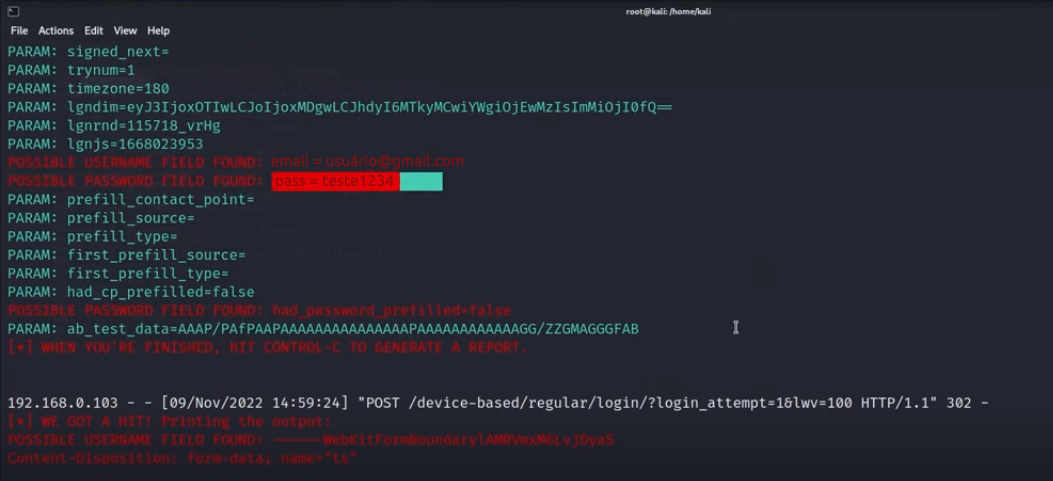 root@kali: /home/kali
File Actions Edit View Help
PARAM: signed_next=
PARAM: trynum=1
PARAM: timezone=180
PARAM: lgndim=eyJ3IjoxOTIwLCJoIjoxMDgwLCJhdyI6MTkyMCwiYWgiOjEwMzIsImMiOjI0fQ==
PARAM: lgnrnd=115718_vrHg
PARAM: lgnjs=1668023953
POSSIBLE USERNAME FIELD FOUND: email = usuário@gmail.com
POSSIBLE PASSWORD FIELD FOUND: pass = teste1234
PARAM: prefill_contact_point=
PARAM: prefill_source=
PARAM: prefill_type=
PARAM: first_prefill_source=
PARAM: first_prefill_type=
PARAM: had_cp_prefilled=false
POSSIBLE PASSWORD FIELD FOUND: had_password_prefilled=false
PARAM: ab_test_data=AAAP/PAfPAAPAAAAAAAAAAAAAAAPAAAAAAAAAAAAGG/ZZGMAGGGFAB
[*] WHEN YOU'RE FINISHED, HIT CONTROL-C TO GENERATE A REPORT.
192.168.0.103 - - [09/Nov/2022 14:59:24] "POST /device-based/regular/login/?login_attempt=1&lwv=100 HTTP/1.1" 302 -
[*] WE GOT A HIT! Printing the output:
POSSIBLE USERNAME FIELD FOUND: ------WebKitFormBoundarylAMRVmxM6LvjDyaS
Content-Disposition: form-data; name="ts"